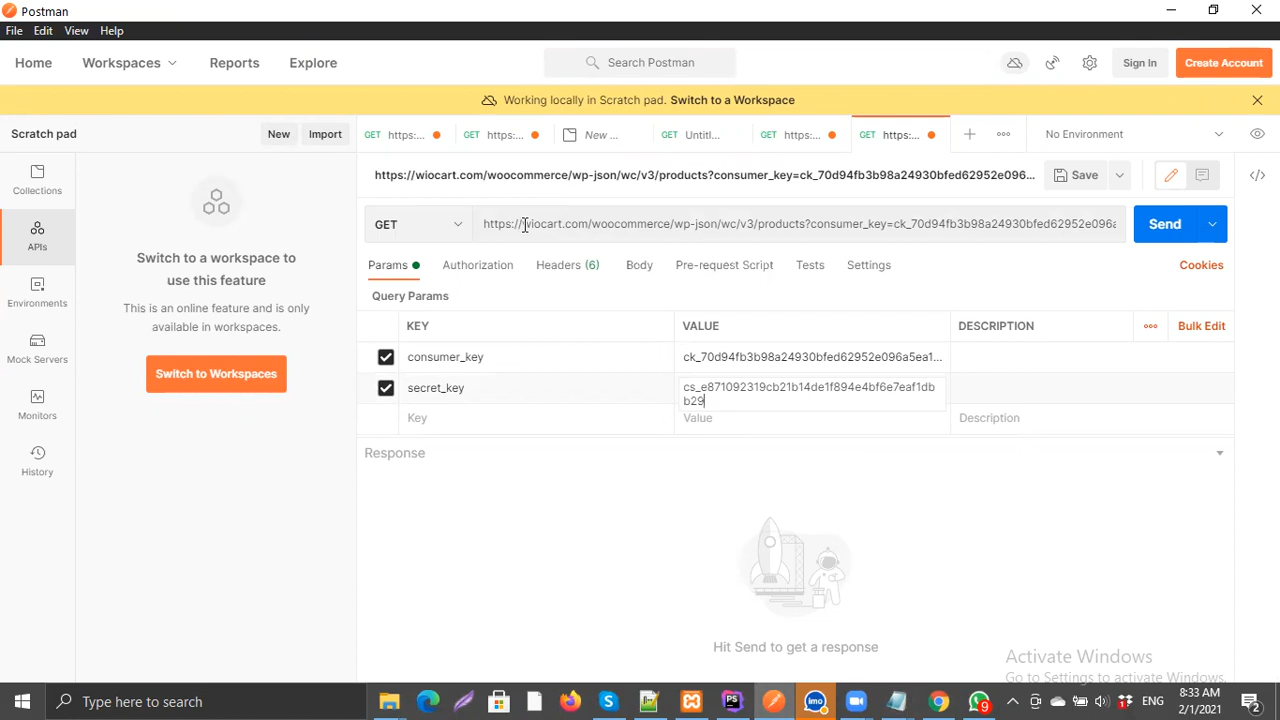 Postman
File Edit View Help
Home Workspaces Reports Explore Search Postman Sign In Create Account
Working locally in Scratch pad. Switch to a Workspace
Scratch pad New Import GET https:... GET https:... New ... GET Untitl... GET https:... GET https:... No Environment
https://wiocart.com/woocommerce/wp-json/wc/v3/products?consumer_key=ck_70d94fb3b98a24930bfed62952e096... Save
Collections
GET https://wiocart.com/woocommerce/wp-json/wc/v3/products?consumer_key=ck_70d94fb3b98a24930bfed62952e096a Send
APIs
Switch to a workspace to
use this feature
This is an online feature and is only
available in workspaces.
Switch to Workspaces
Environments
Mock Servers
Monitors
History
Params Authorization Headers (6) Body Pre-request Script Tests Settings Cookies
Query Params
KEY VALUE DESCRIPTION Bulk Edit
consumer_key ck_70d94fb3b98a24930bfed62952e096a5ea1...
secret_key cs_e871092319cb21b14de1f894e4bf6e7eaf1db
b29
Key Value Description
Response
Hit Send to get a response
Activate Windows
Go to Settings to activate Windows.
Type here to search
imo
9
ENG
8:33 AM
2/1/2021
2